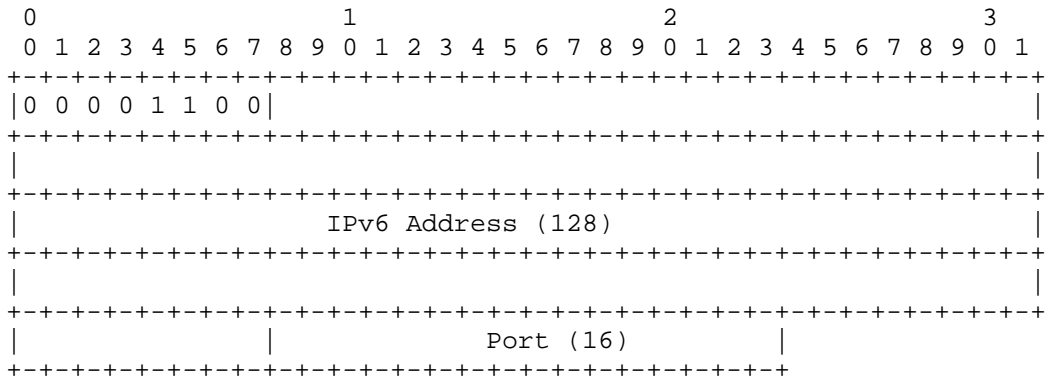 0                   1                   2                   3
 0 1 2 3 4 5 6 7 8 9 0 1 2 3 4 5 6 7 8 9 0 1 2 3 4 5 6 7 8 9 0 1
+-+-+-+-+-+-+-+-+-+-+-+-+-+-+-+-+-+-+-+-+-+-+-+-+-+-+-+-+-+-+-+-+
|0 0 0 0 1 1 0 0|                                               |
+-+-+-+-+-+-+-+-+-+-+-+-+-+-+-+-+-+-+-+-+-+-+-+-+-+-+-+-+-+-+-+-+
|                                                               |
+-+-+-+-+-+-+-+-+-+-+-+-+-+-+-+-+-+-+-+-+-+-+-+-+-+-+-+-+-+-+-+-+
|                   IPv6 Address (128)                          |
+-+-+-+-+-+-+-+-+-+-+-+-+-+-+-+-+-+-+-+-+-+-+-+-+-+-+-+-+-+-+-+-+
|                                                               |
+-+-+-+-+-+-+-+-+-+-+-+-+-+-+-+-+-+-+-+-+-+-+-+-+-+-+-+-+-+-+-+-+
|               |             Port (16)         |
+-+-+-+-+-+-+-+-+-+-+-+-+-+-+-+-+-+-+-+-+-+-+-+-+